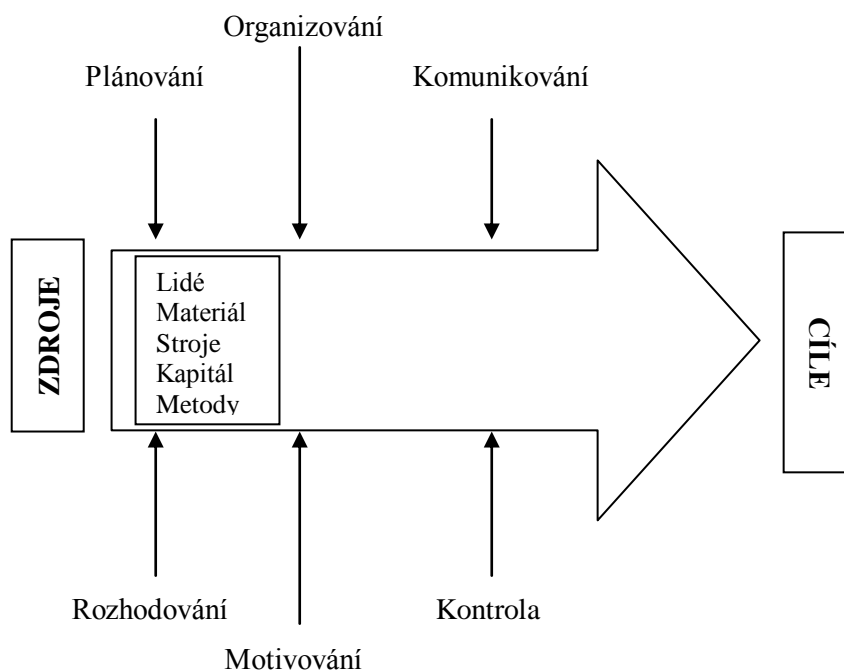 Organizování
Plánování
Komunikování
ZDROJE
Lidé
Materiál
Stroje
Kapitál
Metody
CÍLE
Rozhodování
Kontrola
Motivování